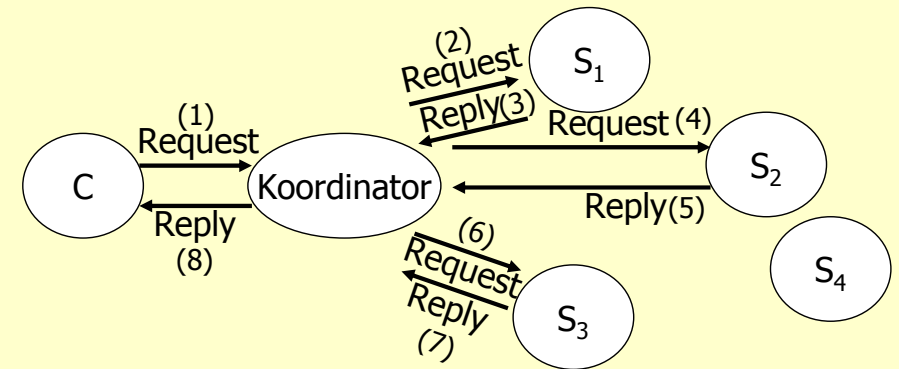 (2)
Request
S₁
Reply(3)
(1)
Request
Request (4)
C
Koordinator
S₂
Reply
(8)
Reply(5)
(6)
Request
S₄
Reply
(7)
S₃